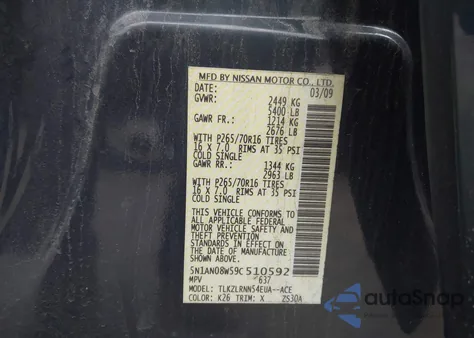 MFD BY NISSAN MOTOR CO., LTD.
DATE: 03/09
GVWR: 2449 KG
5400 LB
GAWR FR.: 1214 KG
2676 LB
WITH P265/70R16 TIRES
16 X 7.0 RIMS AT 35 PSI
COLD SINGLE
GAWR RR.: 1344 KG
2963 LB
WITH P265/70R16 TIRES
16 X 7.0 RIMS AT 35 PSI
COLD SINGLE
THIS VEHICLE CONFORMS TO
ALL APPLICABLE FEDERAL
MOTOR VEHICLE SAFETY AND
THEFT PREVENTION
STANDARDS IN EFFECT ON
THE DATE OF MANUFACTURE
SHOWN ABOVE.
5N1AN08W59C510592
MPV 637
MODEL: TLKZLRNN54EUA--ACE
COLOR: K26 TRIM: X ZS30A
autoSnap